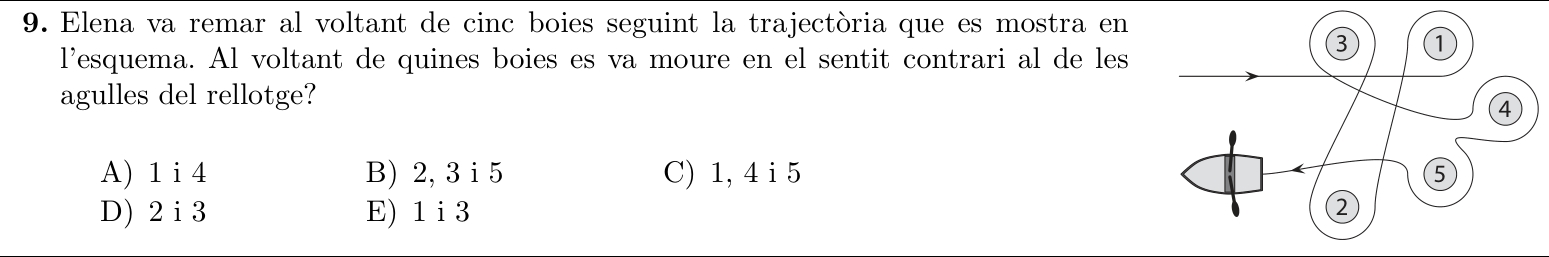 9. Elena va remar al voltant de cinc boies seguint la trajectòria que es mostra en
l'esquema. Al voltant de quines boies es va moure en el sentit contrari al de les
agulles del rellotge?
A) 1 i 4 B) 2, 3 i 5 C) 1, 4 i 5
D) 2 i 3 E) 1 i 3
3 1
4
5
2